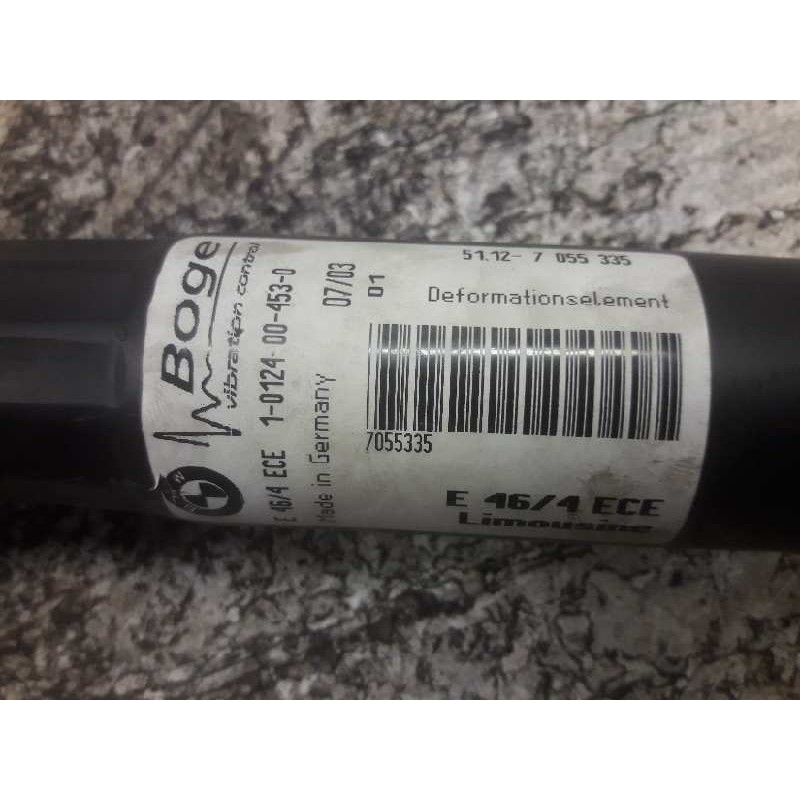 Boge
vibration control
E 46/4 ECE 1-0124-00-453-0
Made in Germany 07/03
01
51.12- 7 055 335
Deformationselement
7055335
E 46/4 ECE
Limousine